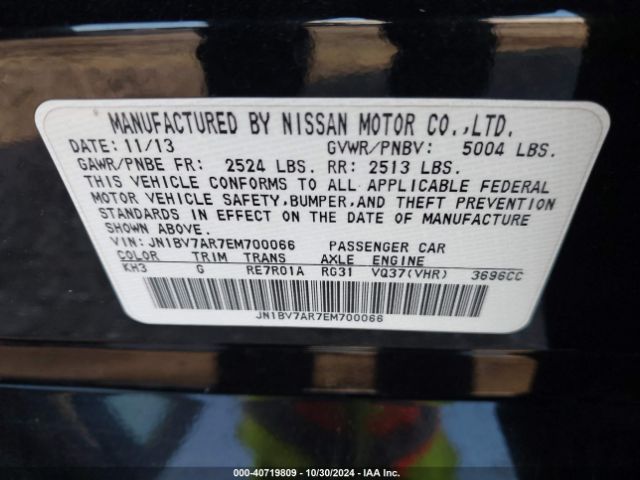 MANUFACTURED BY NISSAN MOTOR CO.,LTD.
DATE: 11/13 GVWR/PNBV: 5004 LBS.
GAWR/PNBE FR: 2524 LBS. RR: 2513 LBS.
THIS VEHICLE CONFORMS TO ALL APPLICABLE FEDERAL
MOTOR VEHICLE SAFETY,BUMPER,AND THEFT PREVENTION
STANDARDS IN EFFECT ON THE DATE OF MANUFACTURE
SHOWN ABOVE.
VIN: JN1BV7AR7EM700066 PASSENGER CAR
COLOR TRIM TRANS AXLE ENGINE
KH3 G RE7R01A RG31 VQ37(VHR) 3696CC
JN1BV7AR7EM700066
000-40719809 | 10/30/2024 | IAA Inc.